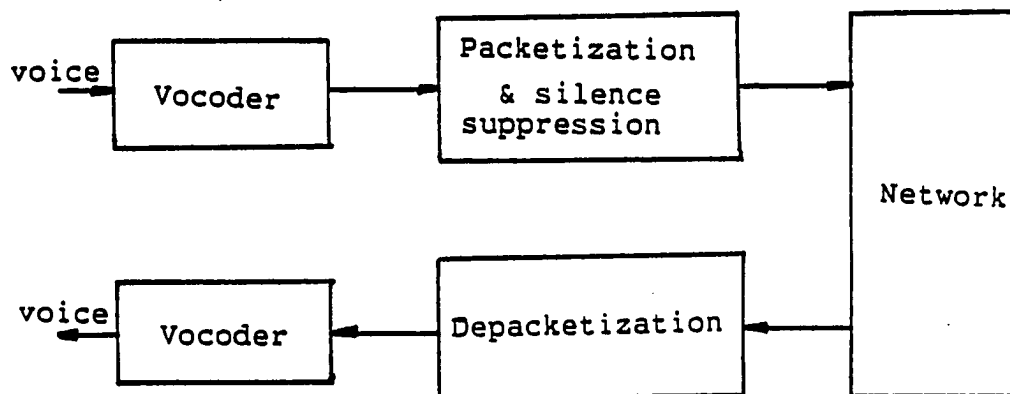 voice
Vocoder
Packetization
& silence
suppression
Network
voice
Vocoder
Depacketization